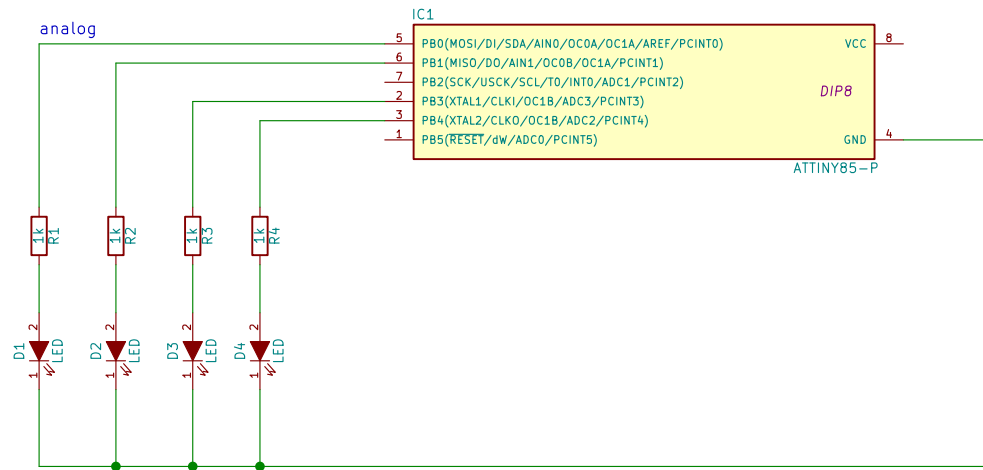 IC1
analog
5 PB0(MOSI/DI/SDA/AIN0/OC0A/OC1A/AREF/PCINT0) VCC 8
6 PB1(MISO/DO/AIN1/OC0B/OC1A/PCINT1)
7 PB2(SCK/USCK/SCL/T0/INT0/ADC1/PCINT2)
DIP8
2 PB3(XTAL1/CLKI/OC1B/ADC3/PCINT3)
3 PB4(XTAL2/CLKO/OC1B/ADC2/PCINT4)
1 PB5(RESET/dW/ADC0/PCINT5) GND 4
ATTINY85-P
1k R1 1k R2 1k R3 1k R4
2 2 2 2
D1 LED D2 LED D3 LED D4 LED
1 1 1 1